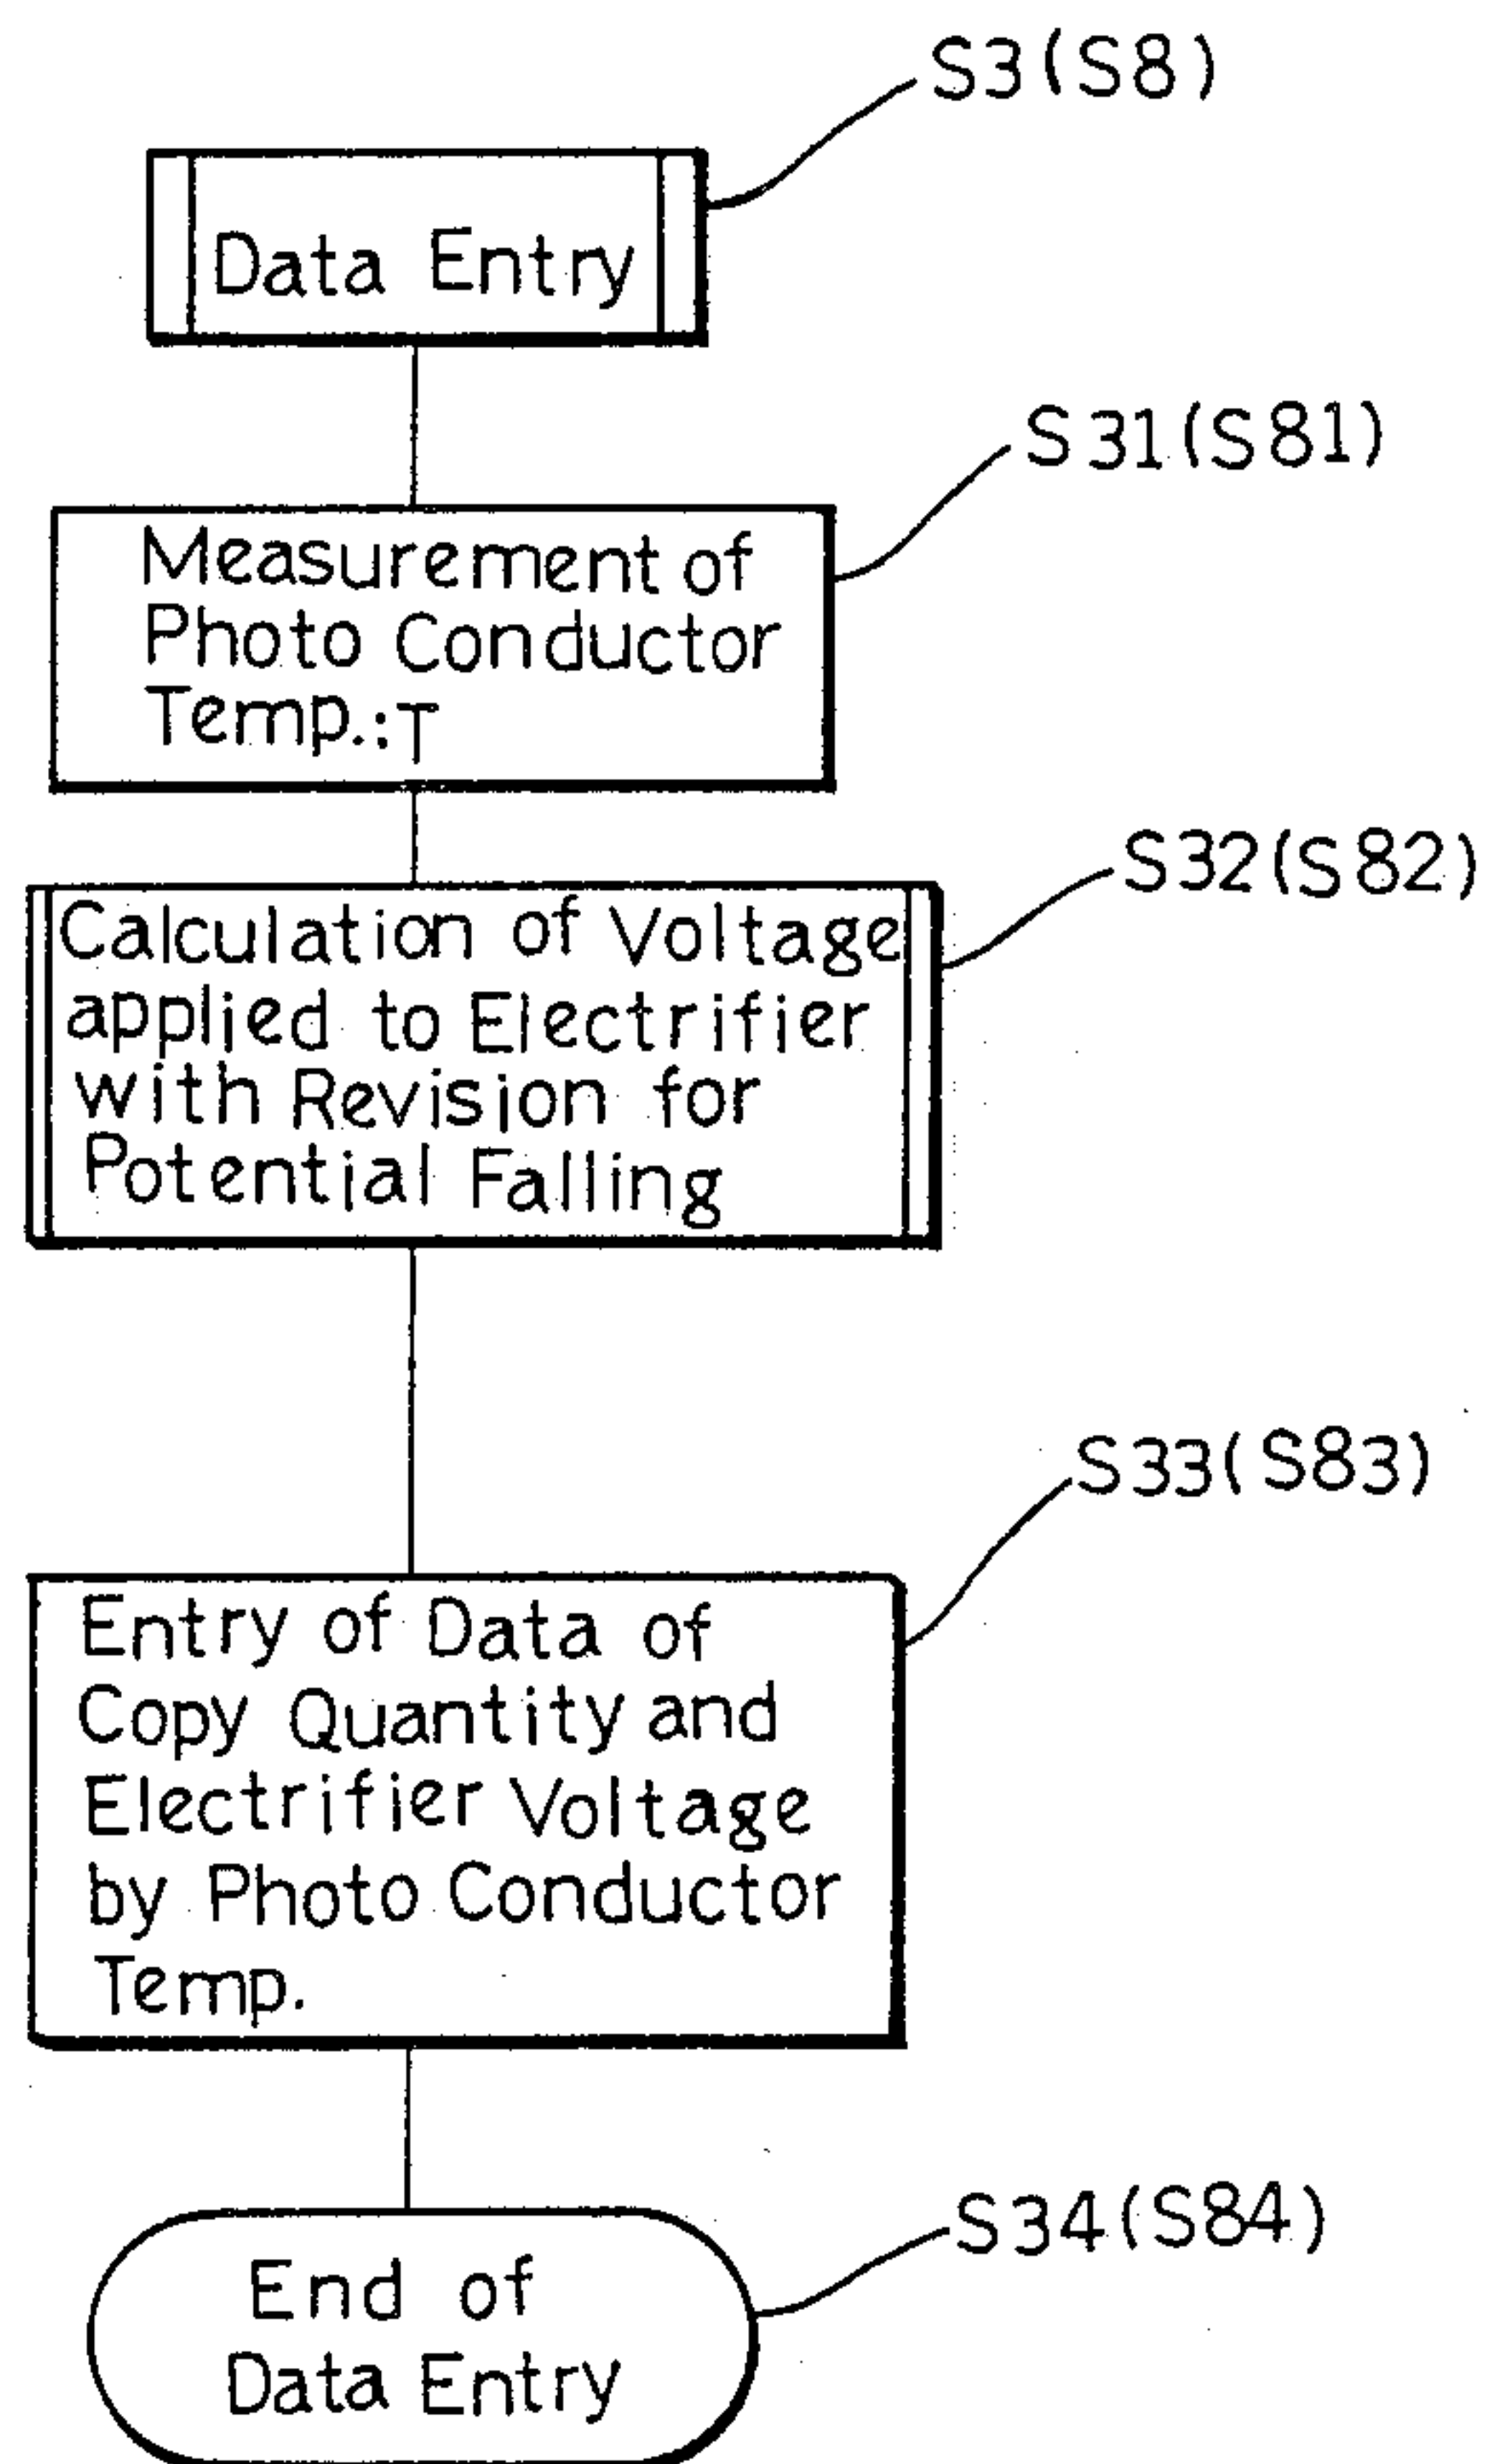 S3(S8)
Data Entry
S31(S81)
Measurement of
Photo Conductor
Temp.:T
S32(S82)
Calculation of Voltage
applied to Electrifier
with Revision for
Potential Falling
S33(S83)
Entry of Data of
Copy Quantity and
Electrifier Voltage
by Photo Conductor
Temp.
S34(S84)
End of
Data Entry